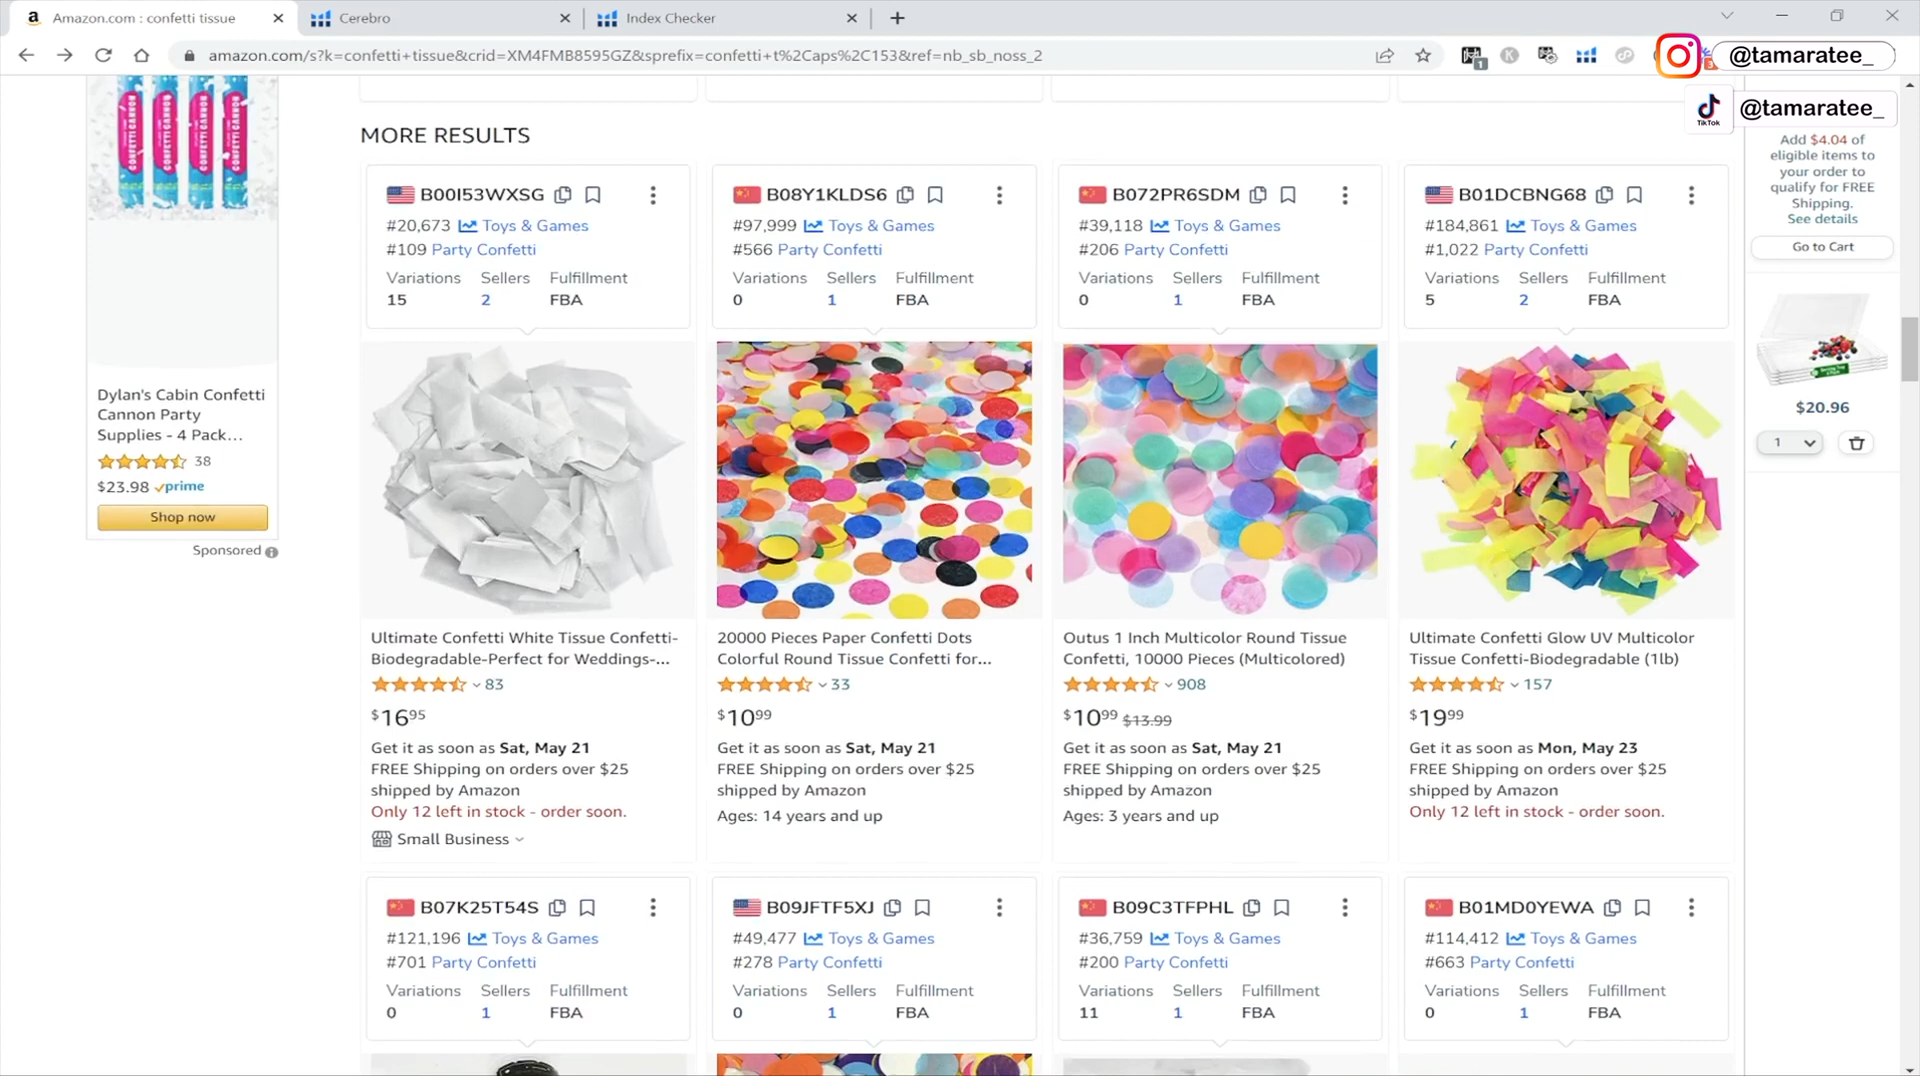 Amazon.com : confetti tissue
Cerebro
Index Checker
amazon.com/s?k=confetti+tissue&crid=XM4FMB8595GZ&sprefix=confetti+t%2Caps%2C153&ref=nb_sb_noss_2
1
@tamaratee_
TikTok
@tamaratee_
CONFETTI CANNON
CONFETTI CANNON
CONFETTI CANNON
CONFETTI CANNON
Dylan's Cabin Confetti
Cannon Party
Supplies - 4 Pack...
38
$23.98 prime
Shop now
Sponsored
MORE RESULTS
B00I53WXSG
#20,673 Toys & Games
#109 Party Confetti
Variations Sellers Fulfillment
15 2 FBA
B08Y1KLDS6
#97,999 Toys & Games
#566 Party Confetti
Variations Sellers Fulfillment
0 1 FBA
B072PR6SDM
#39,118 Toys & Games
#206 Party Confetti
Variations Sellers Fulfillment
0 1 FBA
B01DCBNG68
#184,861 Toys & Games
#1,022 Party Confetti
Variations Sellers Fulfillment
5 2 FBA
Ultimate Confetti White Tissue Confetti-
Biodegradable-Perfect for Weddings-...
83
$16 95
Get it as soon as Sat, May 21
FREE Shipping on orders over $25
shipped by Amazon
Only 12 left in stock - order soon.
Small Business
20000 Pieces Paper Confetti Dots
Colorful Round Tissue Confetti for...
33
$10 99
Get it as soon as Sat, May 21
FREE Shipping on orders over $25
shipped by Amazon
Ages: 14 years and up
Outus 1 Inch Multicolor Round Tissue
Confetti, 10000 Pieces (Multicolored)
908
$10 99 $13.99
Get it as soon as Sat, May 21
FREE Shipping on orders over $25
shipped by Amazon
Ages: 3 years and up
Ultimate Confetti Glow UV Multicolor
Tissue Confetti-Biodegradable (1lb)
157
$19 99
Get it as soon as Mon, May 23
FREE Shipping on orders over $25
shipped by Amazon
Only 12 left in stock - order soon.
B07K25T54S
#121,196 Toys & Games
#701 Party Confetti
Variations Sellers Fulfillment
0 1 FBA
B09JFTF5XJ
#49,477 Toys & Games
#278 Party Confetti
Variations Sellers Fulfillment
0 1 FBA
B09C3TFPHL
#36,759 Toys & Games
#200 Party Confetti
Variations Sellers Fulfillment
11 1 FBA
B01MD0YEWA
#114,412 Toys & Games
#663 Party Confetti
Variations Sellers Fulfillment
0 1 FBA
Add $4.04 of
eligible items to
your order to
qualify for FREE
Shipping.
See details
Go to Cart
$20.96
1